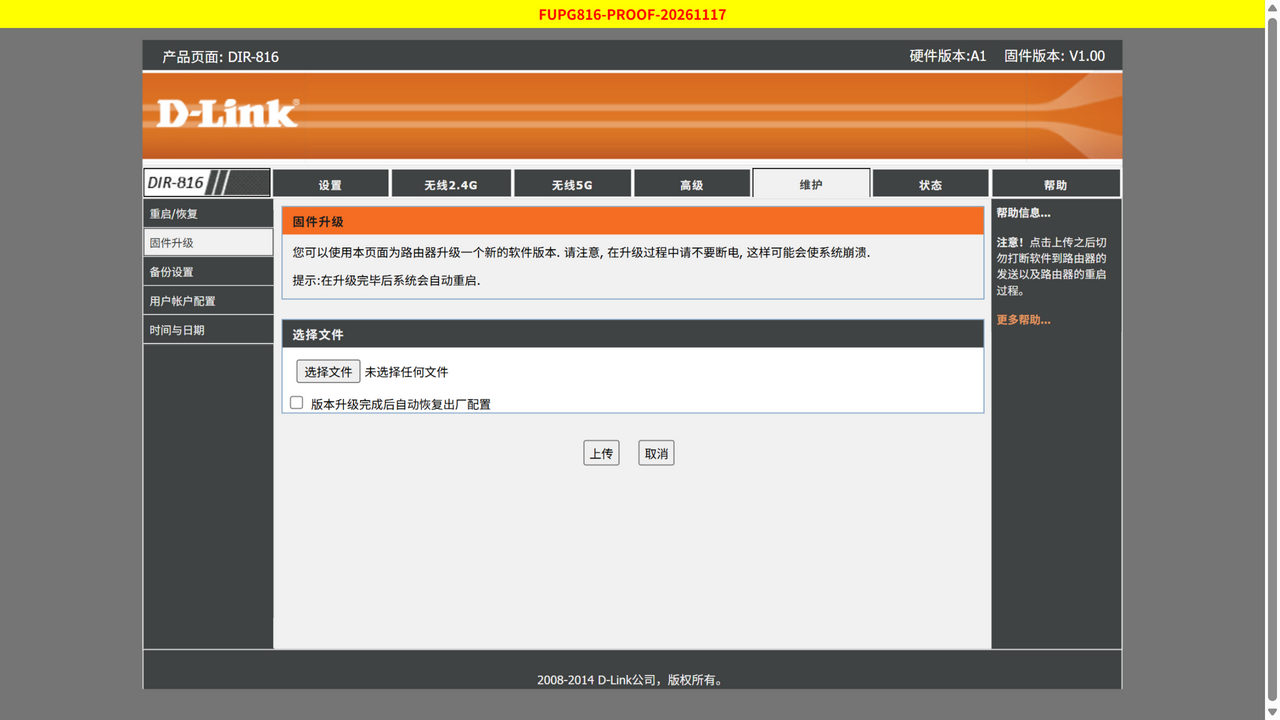 FUPG816-PROOF-20261117
产品页面: DIR-816
硬件版本:A1 固件版本: V1.00
D-Link
DIR-816
设置 无线2.4G 无线5G 高级 维护 状态 帮助
重启/恢复
固件升级
备份设置
用户帐户配置
时间与日期
固件升级
您可以使用本页面为路由器升级一个新的软件版本. 请注意, 在升级过程中请不要断电, 这样可能会使系统崩溃.
提示:在升级完毕后系统会自动重启.
选择文件
选择文件 未选择任何文件
版本升级完成后自动恢复出厂配置
上传 取消
帮助信息...
注意！点击上传之后切
勿打断软件到路由器的
发送以及路由器的重启
过程。
更多帮助...
2008-2014 D-Link公司，版权所有。